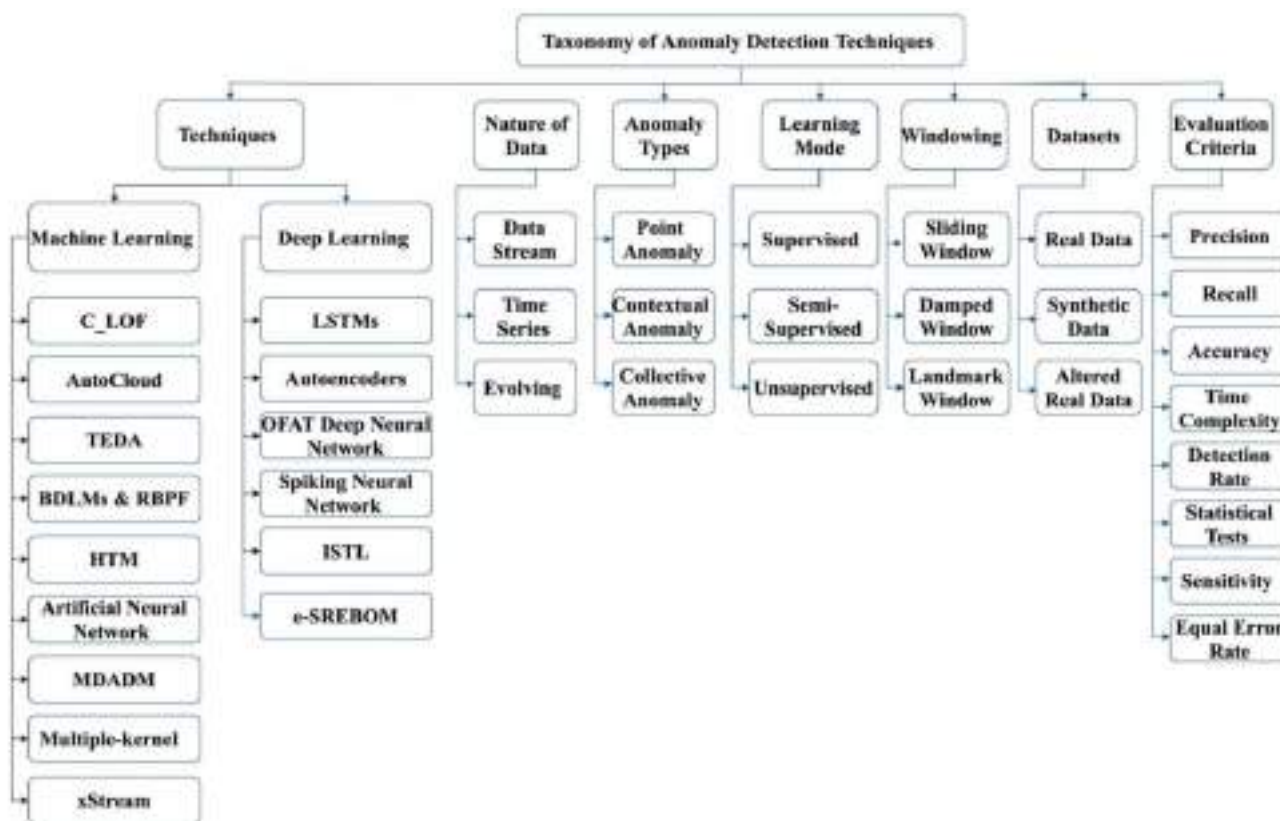 Taxonomy of Anomaly Detection Techniques
Techniques
Nature of
Data
Anomaly
Types
Learning
Mode
Windowing
Datasets
Evaluation
Criteria
Machine Learning
C_LOF
AutoCloud
TEDA
BDLMs & RBPF
HTM
Artificial Neural
Network
MDADM
Multiple-kernel
xStream
Deep Learning
LSTMs
Autoencoders
OFAT Deep Neural
Network
Spiking Neural
Network
ISTL
e-SREBOM
Data
Stream
Time
Series
Evolving
Point
Anomaly
Contextual
Anomaly
Collective
Anomaly
Supervised
Semi-
Supervised
Unsupervised
Sliding
Window
Damped
Window
Landmark
Window
Real Data
Synthetic
Data
Altered
Real Data
Precision
Recall
Accuracy
Time
Complexity
Detection
Rate
Statistical
Tests
Sensitivity
Equal Error
Rate